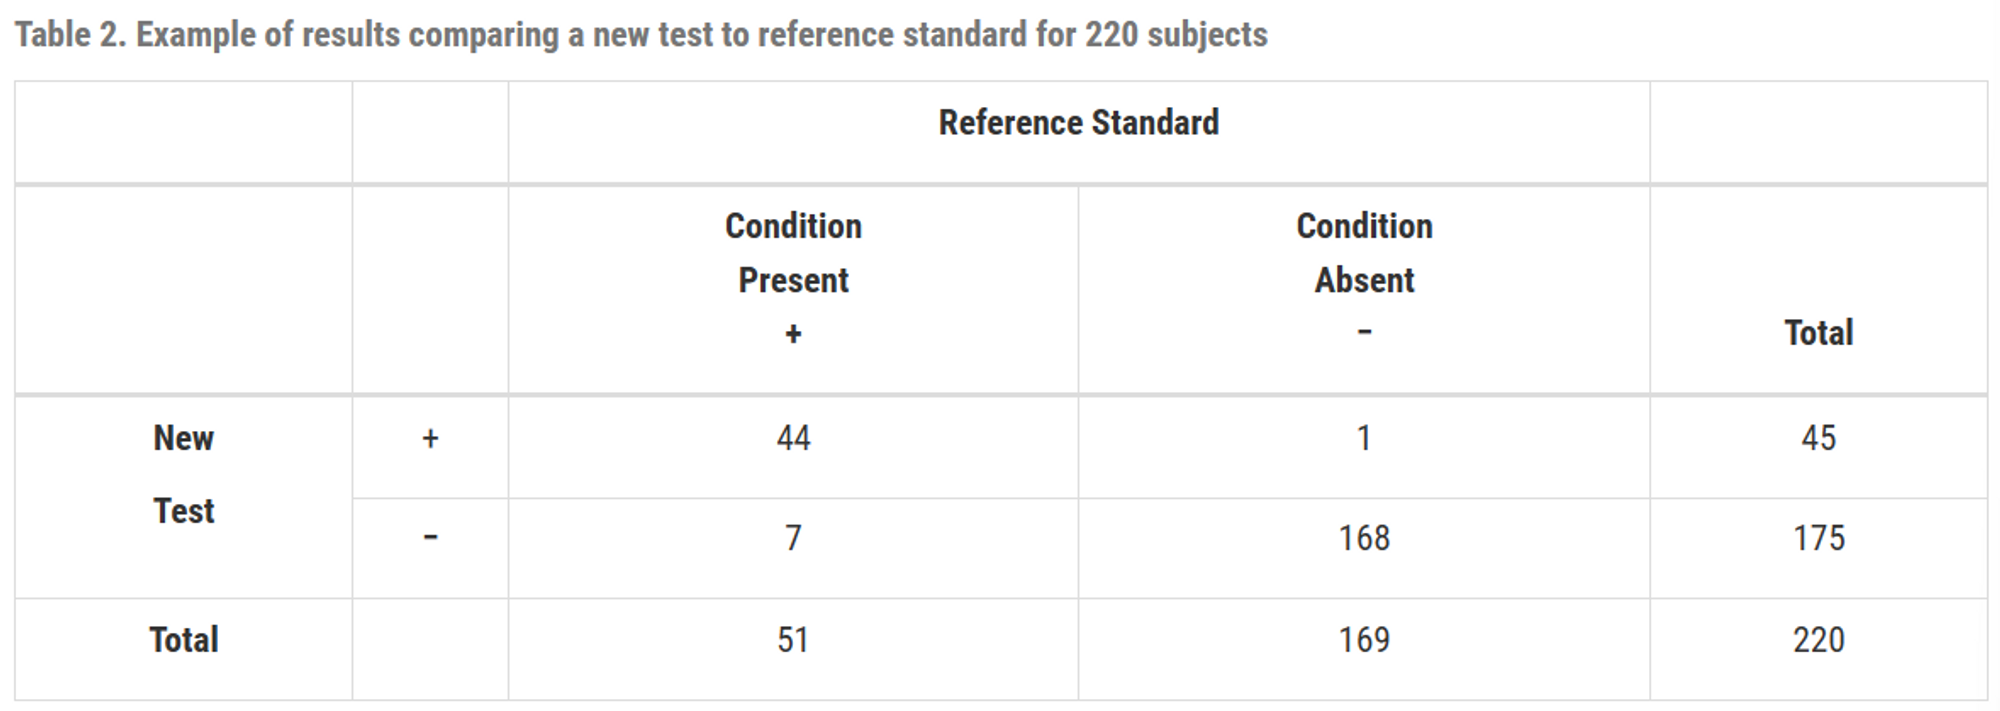 Table 2. Example of results comparing a new test to reference standard for 220 subjects
Reference Standard
Condition
Present
+
Condition
Absent
−
Total
New
Test
+
44
1
45
−
7
168
175
Total
51
169
220